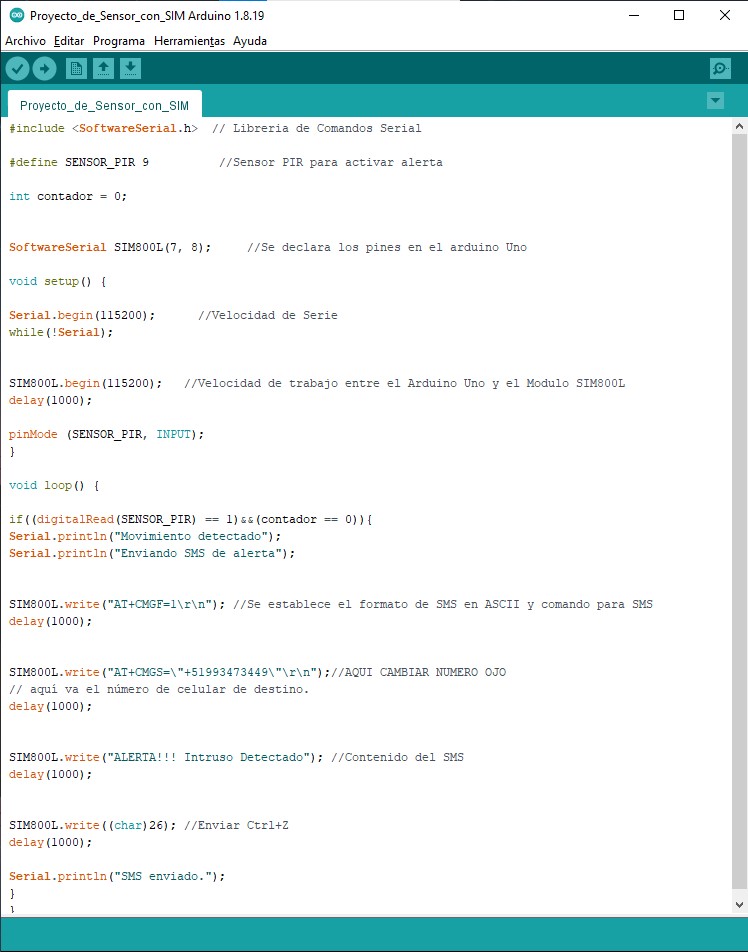 Proyecto_de_Sensor_con_SIM Arduino 1.8.19
Archivo Editar Programa Herramientas Ayuda
Proyecto_de_Sensor_con_SIM
#include <SoftwareSerial.h>  // Libreria de Comandos Serial
#define SENSOR_PIR 9          //Sensor PIR para activar alerta
int contador = 0;
SoftwareSerial SIM800L(7, 8);     //Se declara los pines en el arduino Uno
void setup() {
Serial.begin(115200);      //Velocidad de Serie
while(!Serial);
SIM800L.begin(115200);   //Velocidad de trabajo entre el Arduino Uno y el Modulo SIM800L
delay(1000);
pinMode (SENSOR_PIR, INPUT);
}
void loop() {
if((digitalRead(SENSOR_PIR) == 1)&&(contador == 0)){
Serial.println("Movimiento detectado");
Serial.println("Enviando SMS de alerta");
SIM800L.write("AT+CMGF=1\r\n"); //Se establece el formato de SMS en ASCII y comando para SMS
delay(1000);
SIM800L.write("AT+CMGS=\"+51993473449\"\r\n");//AQUI CAMBIAR NUMERO OJO
// aquí va el número de celular de destino.
delay(1000);
SIM800L.write("ALERTA!!! Intruso Detectado"); //Contenido del SMS
delay(1000);
SIM800L.write((char)26); //Enviar Ctrl+Z
delay(1000);
Serial.println("SMS enviado.");
}
}